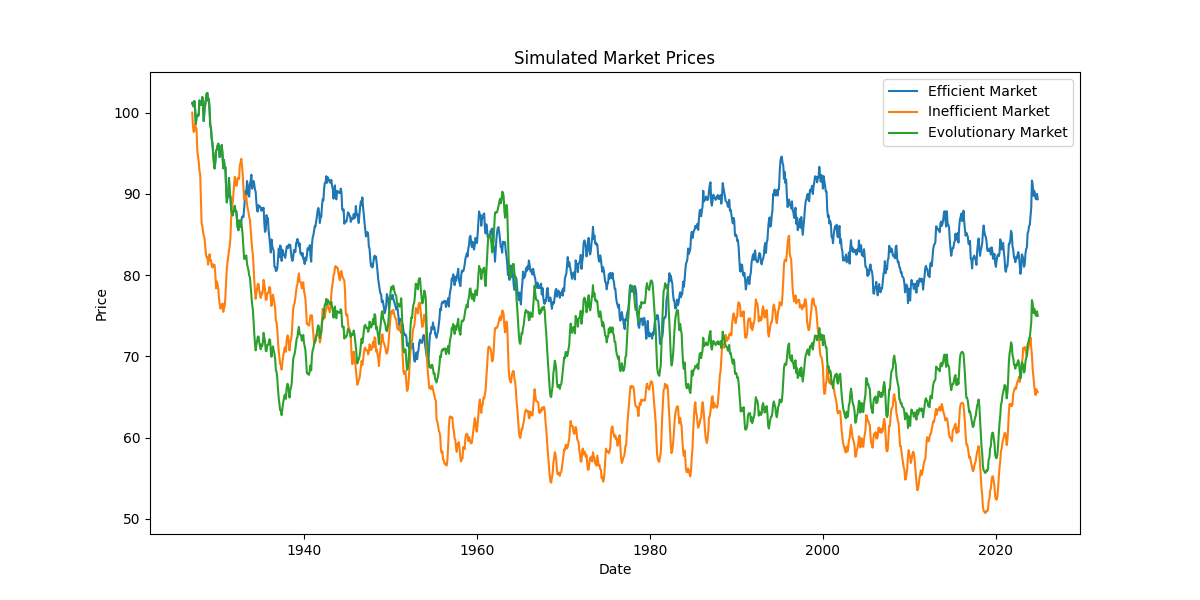 Simulated Market Prices
Efficient Market
Inefficient Market
Evolutionary Market
Price
100
90
80
70
60
50
1940
1960
1980
2000
2020
Date